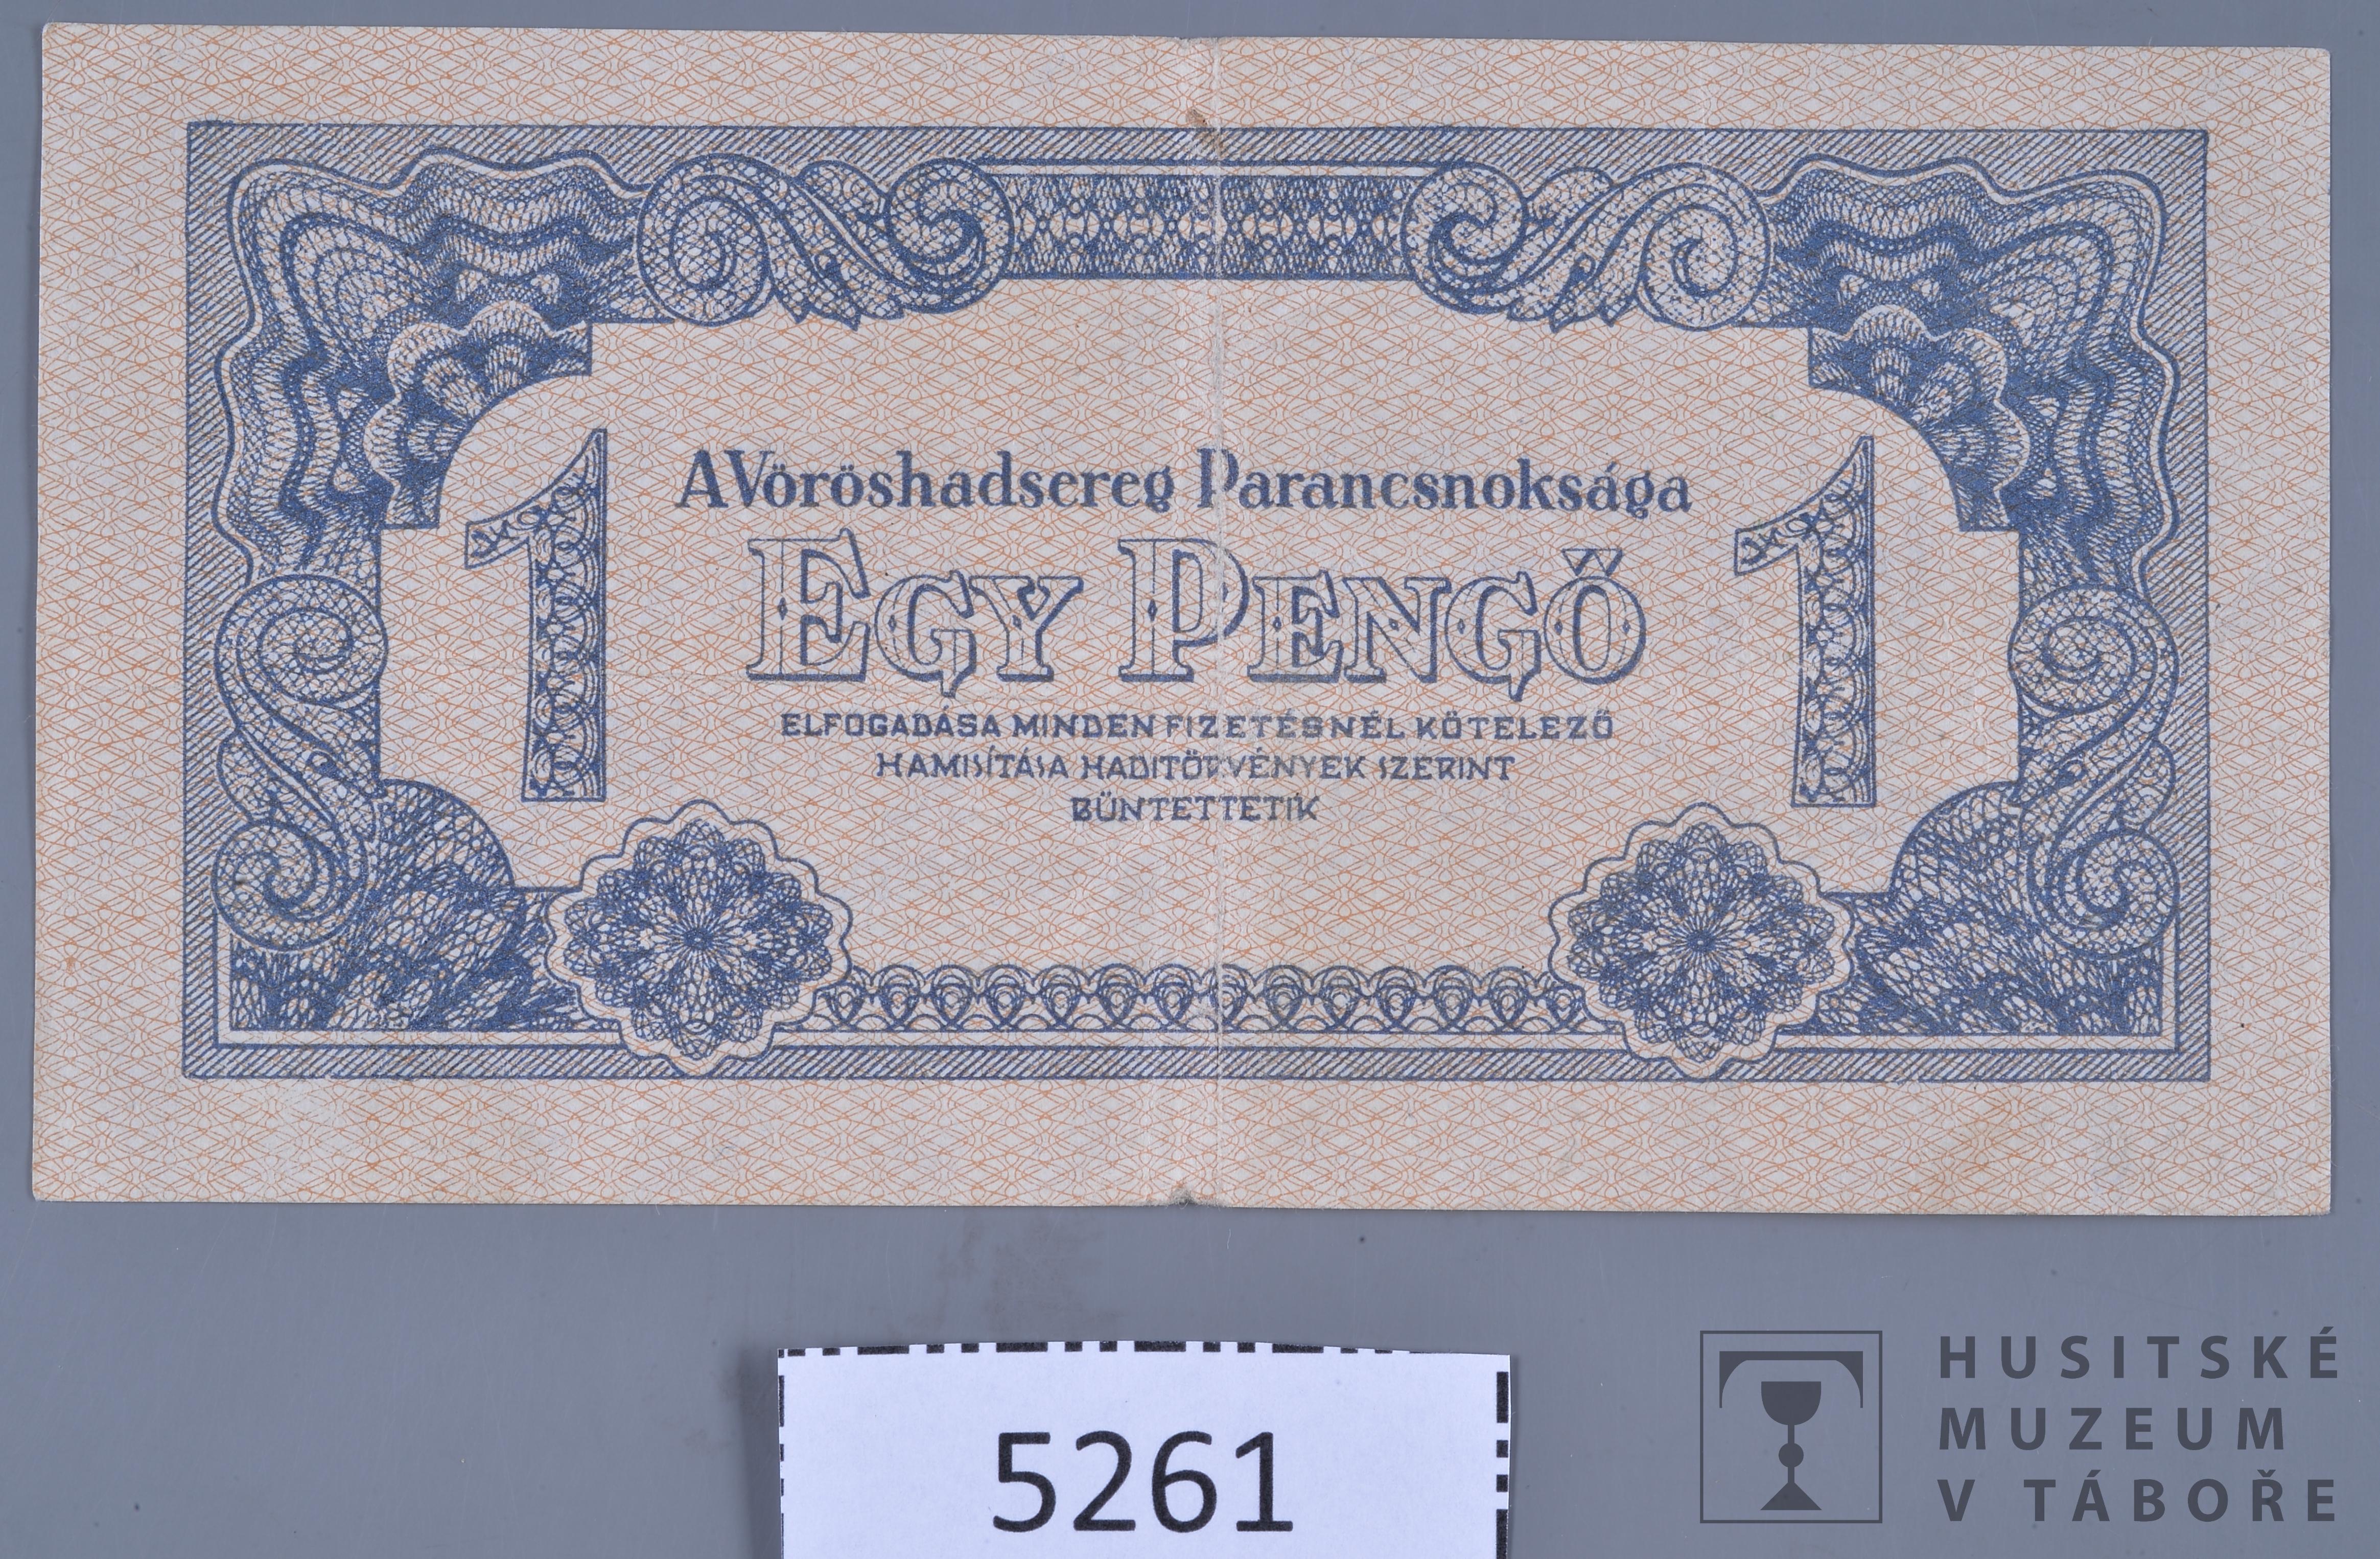 1
A Vöröshadsereg Parancsnoksága
1
EGY PENGŐ
ELFOGADÁSA MINDEN FIZETÉSNÉL KÖTELEZŐ
HAMISÍTÁSA HADITÖRVÉNYEK SZERINT
BÜNTETTETIK
5261
HUSITSKÉ
MUZEUM
V TÁBOŘE